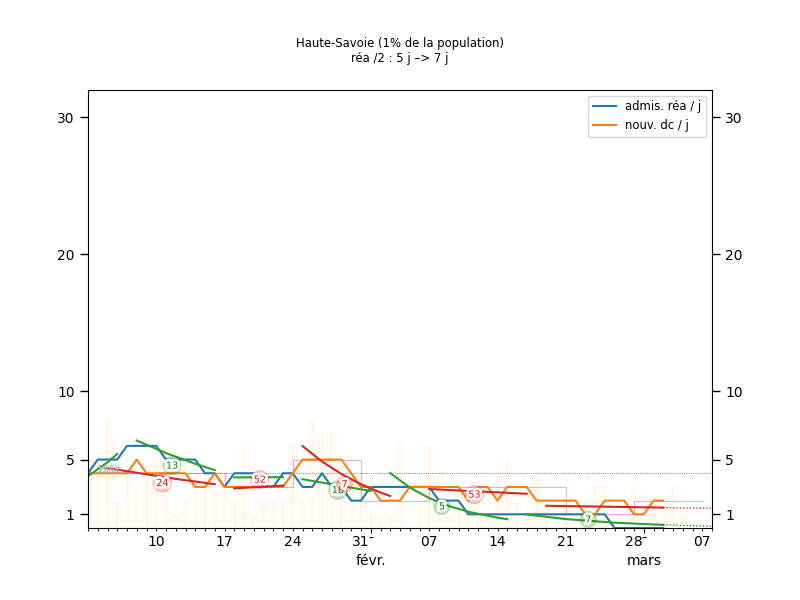 Haute-Savoie (1% de la population)
réa /2 : 5 j –> 7 j
admis. réa / j
nouv. dc / j
30 30
20 20
10 10
5 5
1 1
13
24
52
7
5
53
7
10 17 24 31 07 14 21 28 07
févr. mars